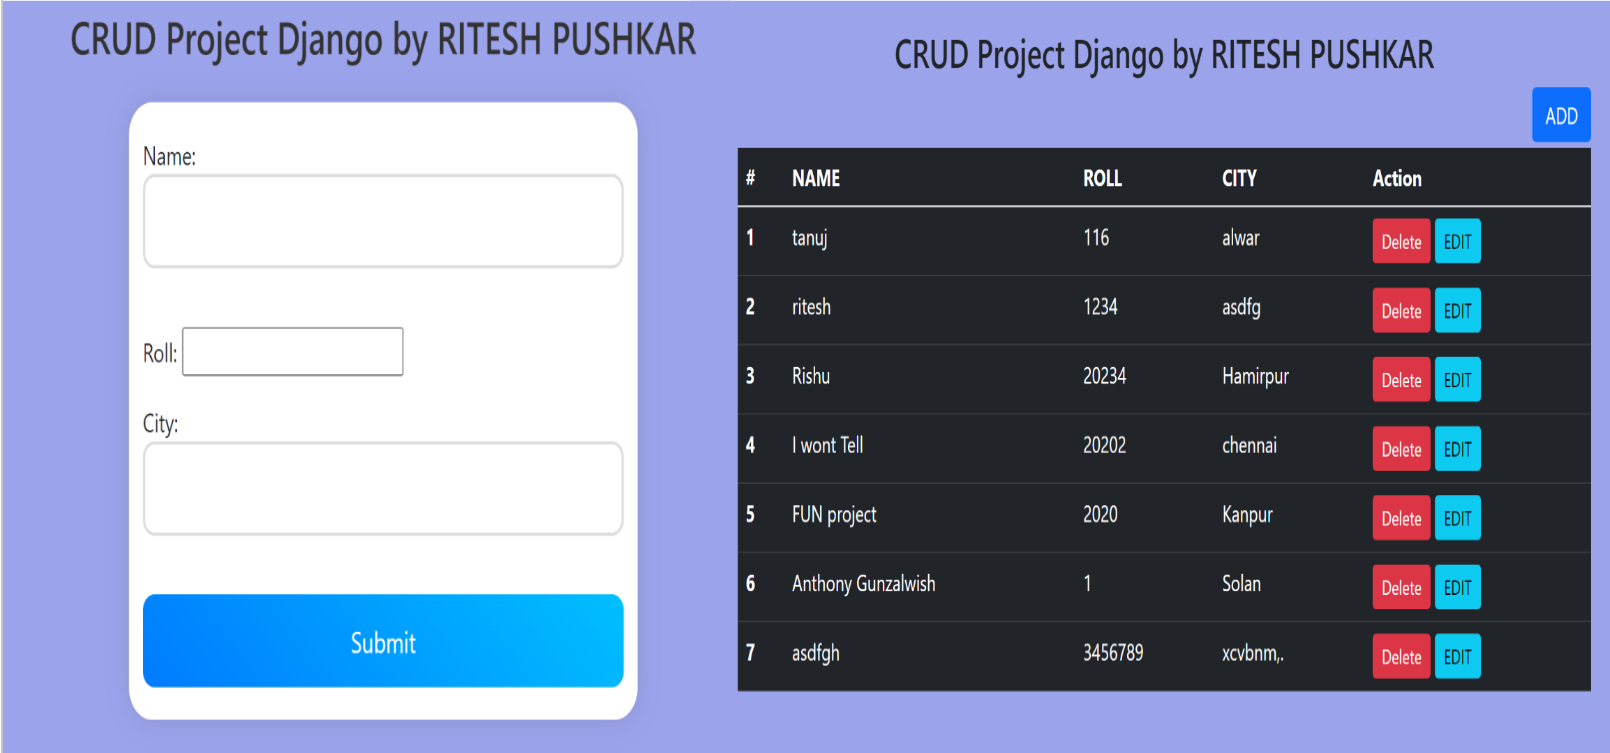 CRUD Project Django by RITESH PUSHKAR
Name:
Roll:
City:
Submit
CRUD Project Django by RITESH PUSHKAR
ADD
# NAME ROLL CITY Action
1 tanuj 116 alwar Delete EDIT
2 ritesh 1234 asdfg Delete EDIT
3 Rishu 20234 Hamirpur Delete EDIT
4 I wont Tell 20202 chennai Delete EDIT
5 FUN project 2020 Kanpur Delete EDIT
6 Anthony Gunzalwish 1 Solan Delete EDIT
7 asdfgh 3456789 xcvbnm,. Delete EDIT